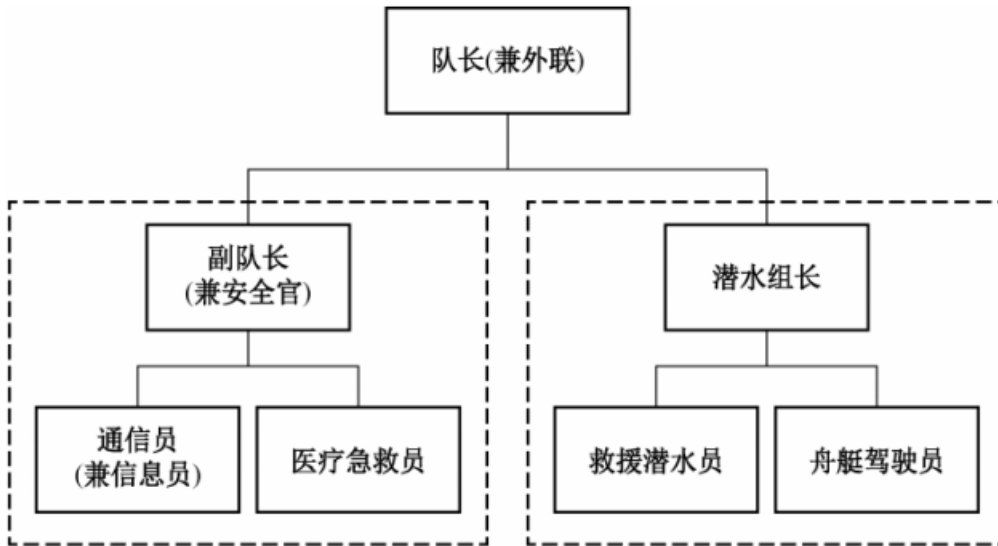 队长(兼外联)
副队长
(兼安全官)
潜水组长
通信员
(兼信息员)
医疗急救员
救援潜水员
舟艇驾驶员